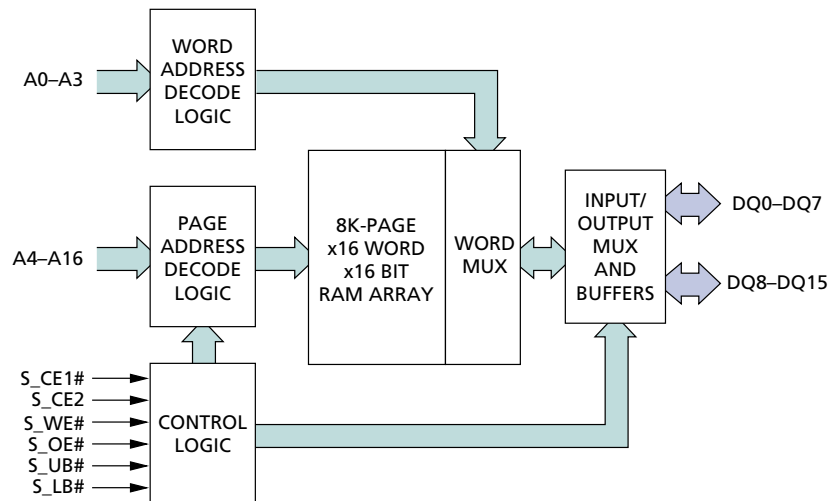 WORD
ADDRESS
DECODE
LOGIC
A0–A3
PAGE
ADDRESS
DECODE
LOGIC
A4–A16
8K-PAGE
x16 WORD
x16 BIT
RAM ARRAY
WORD
MUX
INPUT/
OUTPUT
MUX
AND
BUFFERS
DQ0–DQ7
DQ8–DQ15
S_CE1#
S_CE2
S_WE#
S_OE#
S_UB#
S_LB#
CONTROL
LOGIC